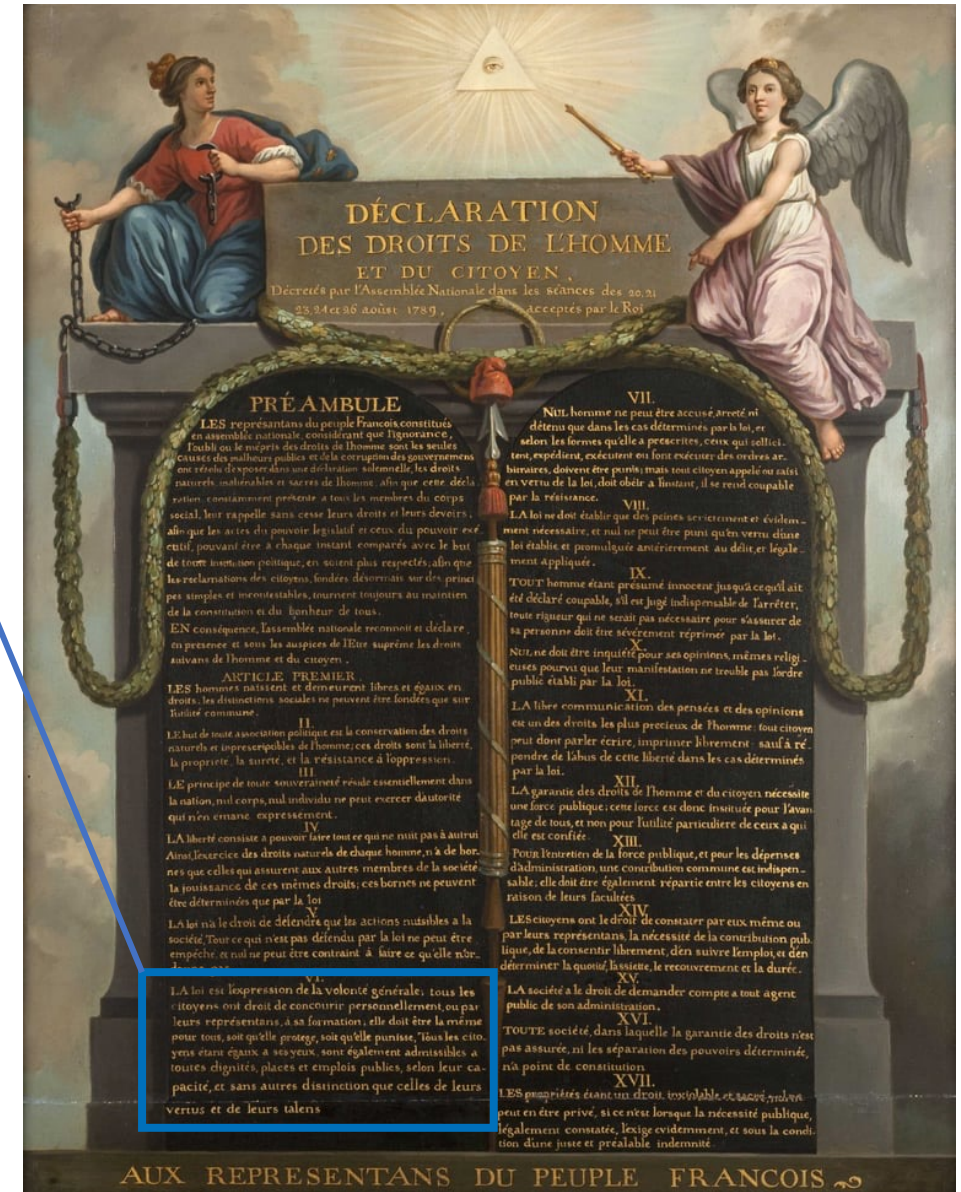 DÉCLARATION
DES DROITS DE L'HOMME
ET DU CITOYEN,
Décretés par l'Assemblée Nationale dans les séances des 20, 21
23, 24 et 26 aoûst 1789, acceptés par le Roi
PRÉAMBULE
LES représantans du peuple Francois, constitués
en assemblée nationale, considérant que l'ignorance,
l'oubli ou le mépris des droits de l'homme sont les seules
causes des malheurs publics et de la corruption des gouvernemens
ont résolu d'exposer dans une déclaration solemnelle, les droits
naturels, inaliénables et sacrés de l'homme; afin que cette décla
ration, constamment présente a tous les membres du corps
social, leur rappelle sans cesse leurs droits et leurs devoirs,
afin que les actes du pouvoir legislatif et ceux du pouvoir exé
cutif, pouvant être à chaque instant comparés avec le but
de toute institution politique, en soient plus respectés; afin que
les reclamations des citoyens, fondées désormais sur des princi
pes simples et incontestables, tournent toujours au maintien
de la constitution et du bonheur de tous.
EN conséquence, l'assemblée nationale reconnoit et déclare,
en presence et sous les auspices de l'Etre suprême les droits
suivans de l'homme et du citoyen.
ARTICLE PREMIER.
LES hommes naissent et demeurent libres et égaux en
droits, les distinctions sociales ne peuvent être fondées que sur
l'utilité commune.
II.
LE but de toute association politique est la conservation des droits
naturels et imprescriptibles de l'homme; ces droits sont la liberté,
la propriete, la sureté, et la résistance à l'oppression.
III.
LE principe de toute souveraineté réside essentiellement dans
la nation, nul corps, nul individu ne peut exercer d'autorité
qui n'en emane expressément.
IV
LA liberté consiste a pouvoir faire tout ce qui ne nuit pas à autrui
Ainsi, l'exercice des droits naturels de chaque homme, n'a de bor-
nes que celles qui assurent aux autres membres de la société
la jouissance de ces mêmes droits; ces bornes ne peuvent
être déterminées que par la loi
V.
LA loi n'a le droit de défendre que les actions nuisibles a la
société, Tout ce qui n'est pas défendu par la loi ne peut être
empêché, et nul ne peut être contraint à faire ce qu'elle n'or-
VI.
LA loi est l'expression de la volonté générale; tous les
citoyens ont droit de concourir personnellement, ou par
leurs représentans, à sa formation; elle doit être la même
pour tous, soit qu'elle protege, soit qu'elle punisse, Tous les cito
yens étant égaux a ses yeux, sont également admissibles a
toutes dignités, places et emplois publics, selon leur ca-
pacité, et sans autres distinction que celles de leurs
vertus et de leurs talens
VII.
NUL homme ne peut être accusé, arreté ni
détenu que dans les cas déterminés par la loi, et
selon les formes qu'elle a prescrites, ceux qui sollici-
tent, expédient, exécutent ou font exécuter des ordres ar-
bitraires, doivent être punis; mais tout citoyen appelé ou saisi
en vertu de la loi, doit obéir a l'instant, il se rend coupable
par la résistance.
VIII.
LA loi ne doit établir que des peines strictement et évidem-
ment nécessaire, et nul ne peut être puni qu'en vertu d'une
loi établie et promulguée antérierement au délit, et légale-
ment appliquée.
IX.
TOUT homme étant présumé innocent jusqu'à ce qu'il ait
été déclaré coupable, s'il est jugé indispensable de l'arrêter,
toute rigueur qui ne serait pas nécessaire pour s'assurer de
sa personne doit être sévèrement réprimée par la loi.
X.
NUL ne doit être inquiété pour ses opinions, mêmes religi-
euses pourvu que leur manifestation ne trouble pas l'ordre
public établi par la loi.
XI.
LA libre communication des pensées et des opinions
est un des droits les plus precieux de l'homme; tout citoyen
peut dont parler écrire, imprimer librement; sauf à ré-
pondre de l'abus de cette liberté dans les cas déterminés
par la loi.
XII.
LA garantie des droits de l'homme et du citoyen nécessite
une force publique; cette force est donc instituée pour l'avan
tage de tous, et non pour l'utilité particuliere de ceux a qui
elle est confiée.
XIII.
POUR l'entretien de la force publique, et pour les dépenses
d'administration, une contribution commune est indispen-
sable; elle doit être également répartie entre les citoyens en
raison de leurs facultées
XIV.
LES citoyens ont le droit de constater par eux même ou
par leurs représentans, la nécessité de la contribution pub-
lique, de la consentir librement, d'en suivre l'emploi, et d'en
déterminer la quotité, l'assiette, le recouvrement et la durée.
XV.
LA société a le droit de demander compte a tout agent
public de son administration.
XVI.
TOUTE société, dans laquelle la garantie des droits n'est
pas assurée, ni les séparation des pouvoirs déterminée,
n'a point de constitution
XVII.
LES propriétés étant un droit inviolable et sacré, nul ne
peut en être privé, si ce n'est lorsque la nécessité publique,
légalement constatée, l'exige evidemment, et sous la condi-
tion d'une juste et préalable indemnité.
AUX REPRESENTANS DU PEUPLE FRANCOIS